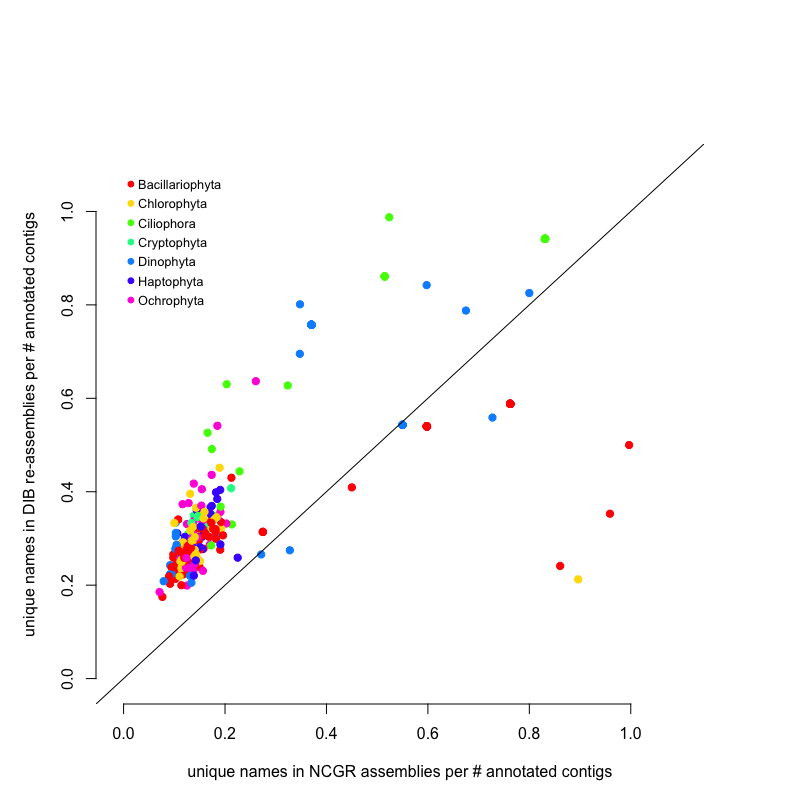 Bacillariophyta
Chlorophyta
Ciliophora
Cryptophyta
Dinophyta
Haptophyta
Ochrophyta
unique names in DIB re-assemblies per # annotated contigs
1.0
0.8
0.6
0.4
0.2
0.0
0.0 0.2 0.4 0.6 0.8 1.0
unique names in NCGR assemblies per # annotated contigs